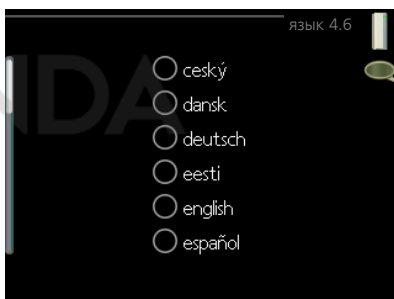 язык 4.6
ceský
dansk
deutsch
eesti
english
español